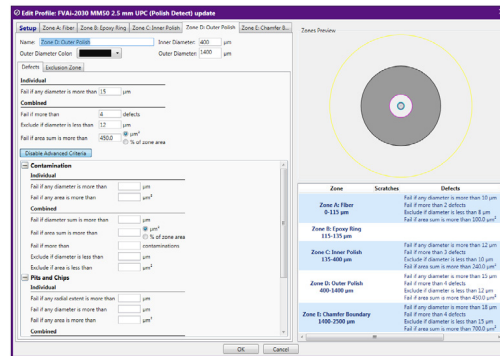 Edit Profile: FVAi-2030 MM50 2.5 mm UPC (Polish Detect) update
Setup Zone A: Fiber Zone B: Epoxy Ring Zone C: Inner Polish Zone D: Outer Polish Zone E: Chamfer B...
Name: Zone D: Outer Polish Inner Diameter: 400 µm
Outer Diameter Color: Outer Diameter: 1400 µm
Defects Exclusion Zone
Individual
Fail if any diameter is more than 15 µm
Combined
Fail if more than 4 defects
Exclude if diameter is less than 12 µm
Fail if area sum is more than 450.0 µm²
% of zone area
Disable Advanced Criteria
Contamination
Individual
Fail if any diameter is more than µm
Fail if any area is more than µm²
Combined
Fail if diameter sum is more than µm
Fail if area sum is more than µm²
% of zone area
Fail if more than contaminations
Exclude if diameter is less than µm
Exclude if area is less than µm²
Pits and Chips
Individual
Fail if any radial extent is more than µm
Fail if any diameter is more than µm
Fail if any area is more than µm²
Combined
Zones Preview
Zone Scratches Defects
Zone A: Fiber
0-115 µm
Fail if any diameter is more than 10 µm
Fail if more than 2 defects
Exclude if diameter is less than 8 µm
Fail if area sum is more than 100.0 µm²
Zone B: Epoxy Ring
115-135 µm
Zone C: Inner Polish
135-400 µm
Fail if any diameter is more than 12 µm
Fail if more than 3 defects
Exclude if diameter is less than 10 µm
Fail if area sum is more than 240.0 µm²
Zone D: Outer Polish
400-1400 µm
Fail if any diameter is more than 15 µm
Fail if more than 4 defects
Exclude if diameter is less than 12 µm
Fail if area sum is more than 450.0 µm²
Zone E: Chamfer Boundary
1400-2500 µm
Fail if any diameter is more than 18 µm
Fail if more than 4 defects
Exclude if diameter is less than 15 µm
Fail if area sum is more than 700.0 µm²
OK Cancel